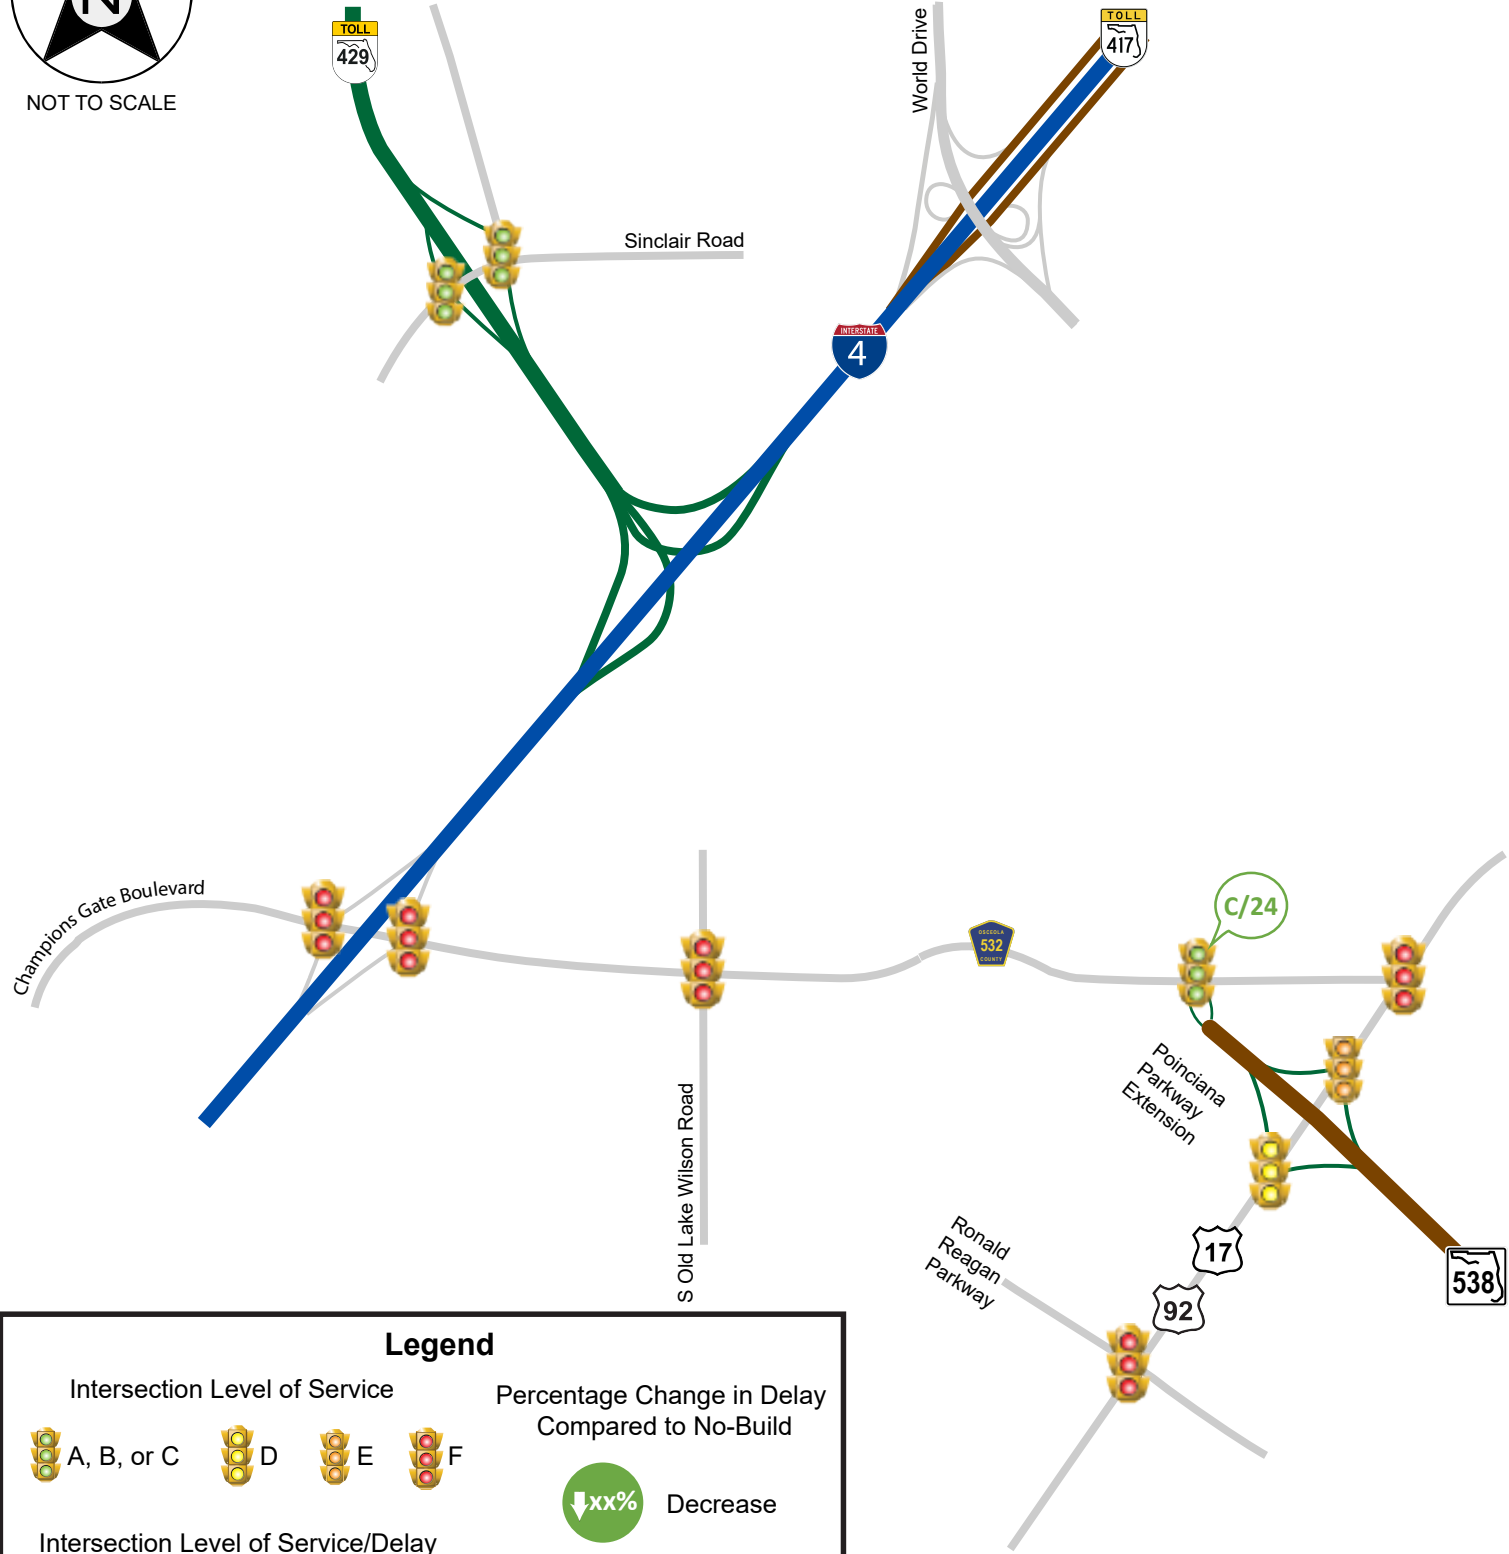 N
NOT TO SCALE
TOLL
429
World Drive
TOLL
417
Sinclair Road
INTERSTATE
4
Champions Gate Boulevard
C/24
OSCEOLA
532
COUNTY
Poinciana
Parkway
Extension
S Old Lake Wilson Road
17
Ronald
Reagan
Parkway
92
538
Legend
Intersection Level of Service
A, B, or C
D
E
F
Percentage Change in Delay
Compared to No-Build
xx%
Decrease
Intersection Level of Service/Delay